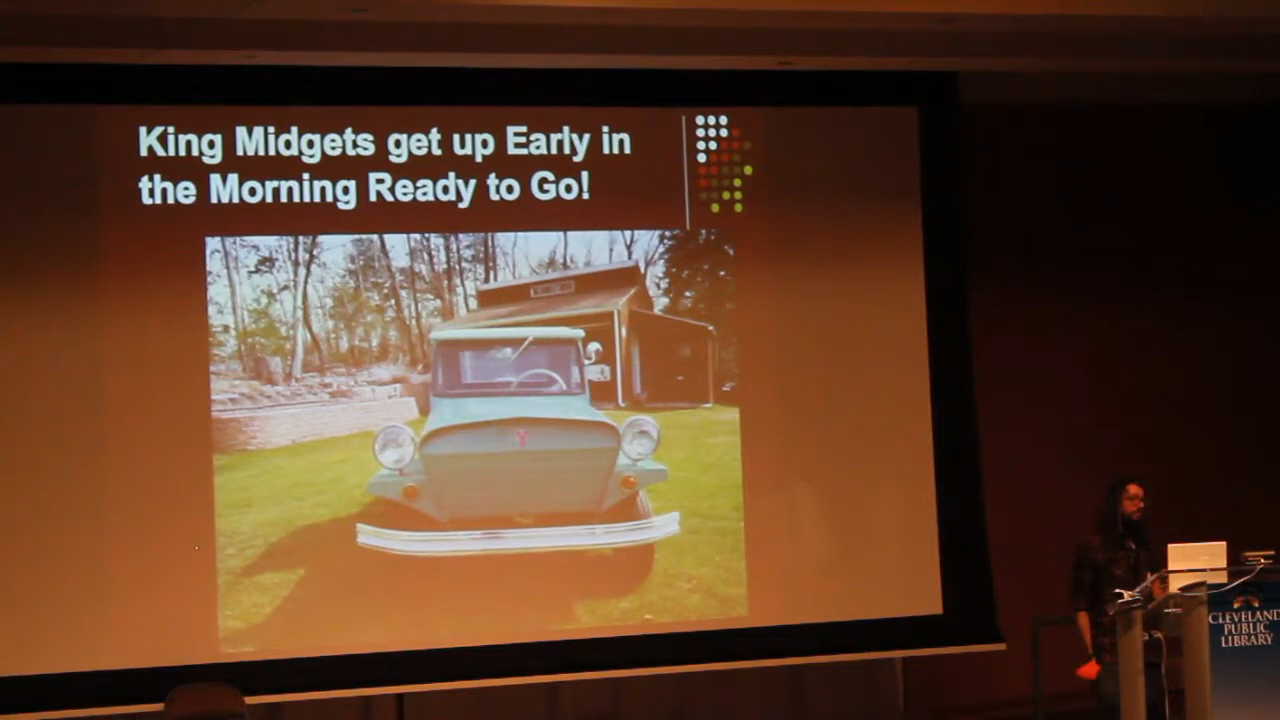 King Midgets get up Early in
the Morning Ready to Go!
CLEVELAND
PUBLIC
LIBRARY